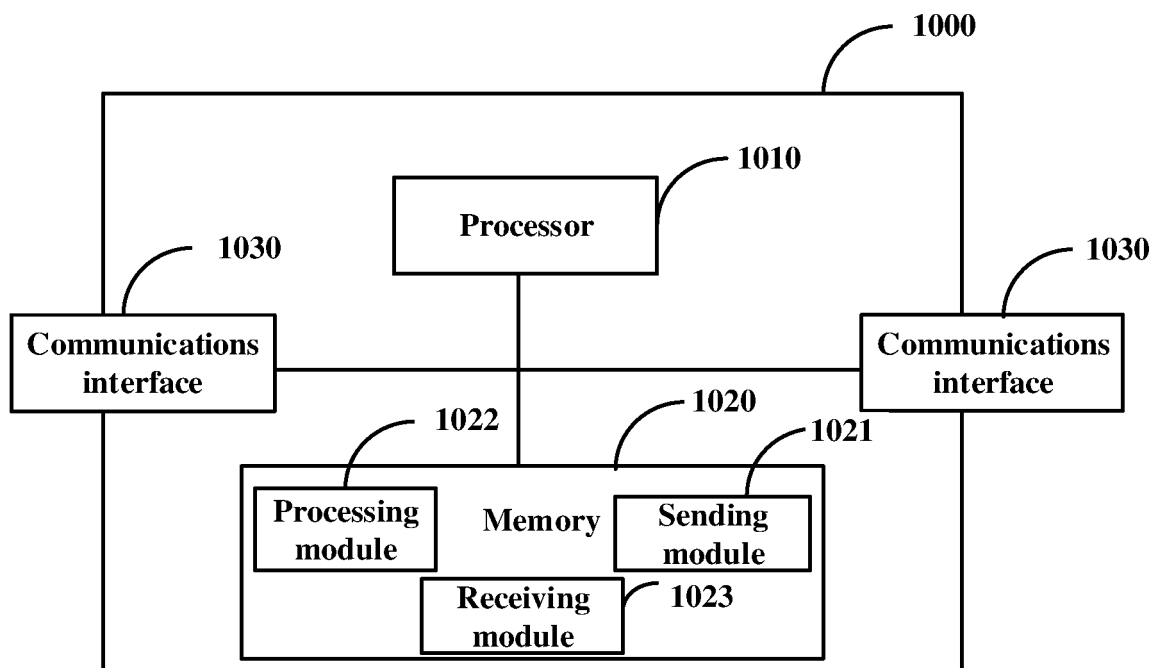 1000
1010
Processor
1030
1030
Communications
interface
Communications
interface
1020
1022
1021
Processing
module
Memory
Sending
module
Receiving
module
1023